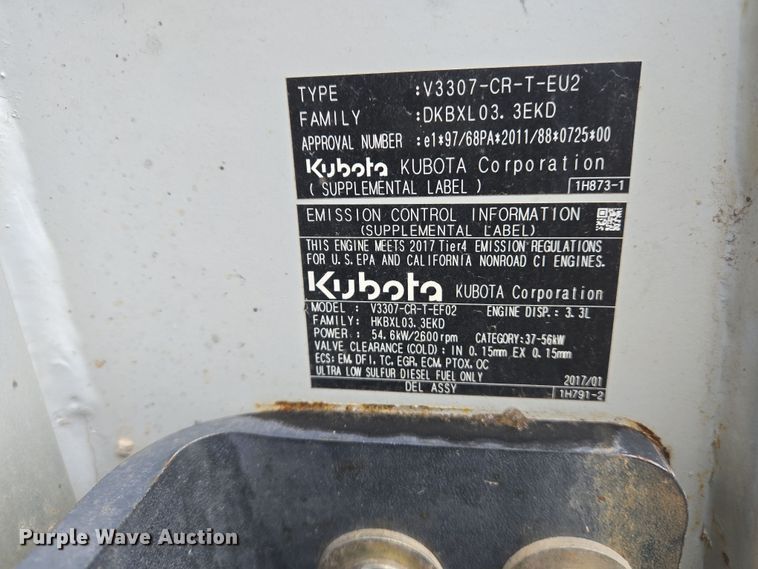 TYPE :V3307-CR-T-EU2
FAMILY :DKBXL03.3EKD
APPROVAL NUMBER :e1*97/68PA*2011/88*0725*00
Kubota KUBOTA Corporation
(SUPPLEMENTAL LABEL) 1H873-1
EMISSION CONTROL INFORMATION
(SUPPLEMENTAL LABEL)
THIS ENGINE MEETS 2017 Tier4 EMISSION REGULATIONS
FOR U.S.EPA AND CALIFORNIA NONROAD CI ENGINES.
Kubota KUBOTA Corporation
MODEL : V3307-CR-T-EF02 ENGINE DISP.: 3.3L
FAMILY: HKBXL03.3EKD
POWER: 54.6kW/2600rpm CATEGORY:37-56kW
VALVE CLEARANCE(COLD): IN 0.15mm EX 0.15mm
ECS: EM, DFI, TC, EGR, ECM, PTOX, OC
ULTRA LOW SULFUR DIESEL FUEL ONLY 2017/01
DEL ASSY 1H791-2
Purple Wave Auction®